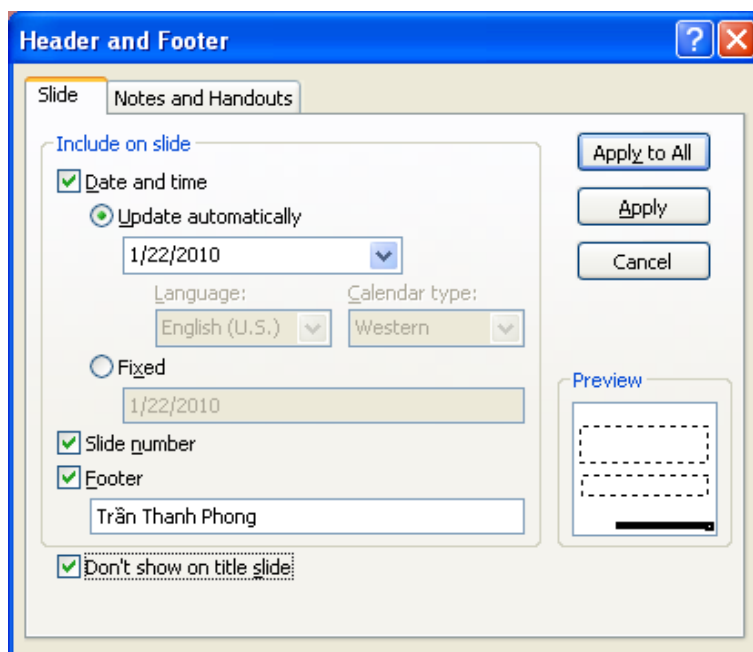 Header and Footer
Slide
Notes and Handouts
Include on slide
Date and time
Update automatically
1/22/2010
Language:
Calendar type:
English (U.S.)
Western
Fixed
1/22/2010
Slide number
Footer
Trần Thanh Phong
Don't show on title slide
Apply to All
Apply
Cancel
Preview